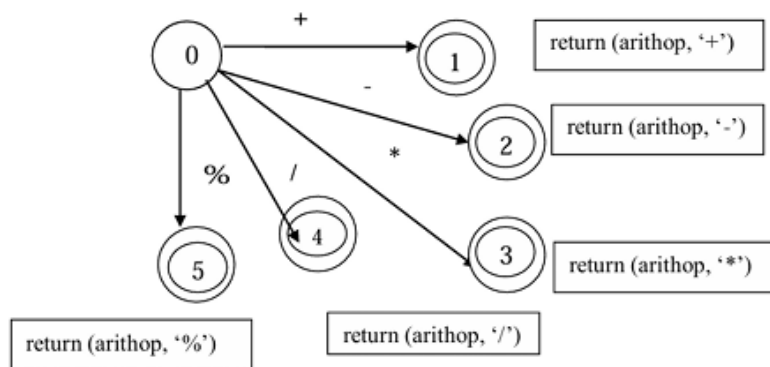 +
0
1
return (arithop, ‘+’)
-
2
return (arithop, ‘-’)
*
%
/
4
3
5
return (arithop, ‘*’)
return (arithop, ‘%’)
return (arithop, ‘/’)